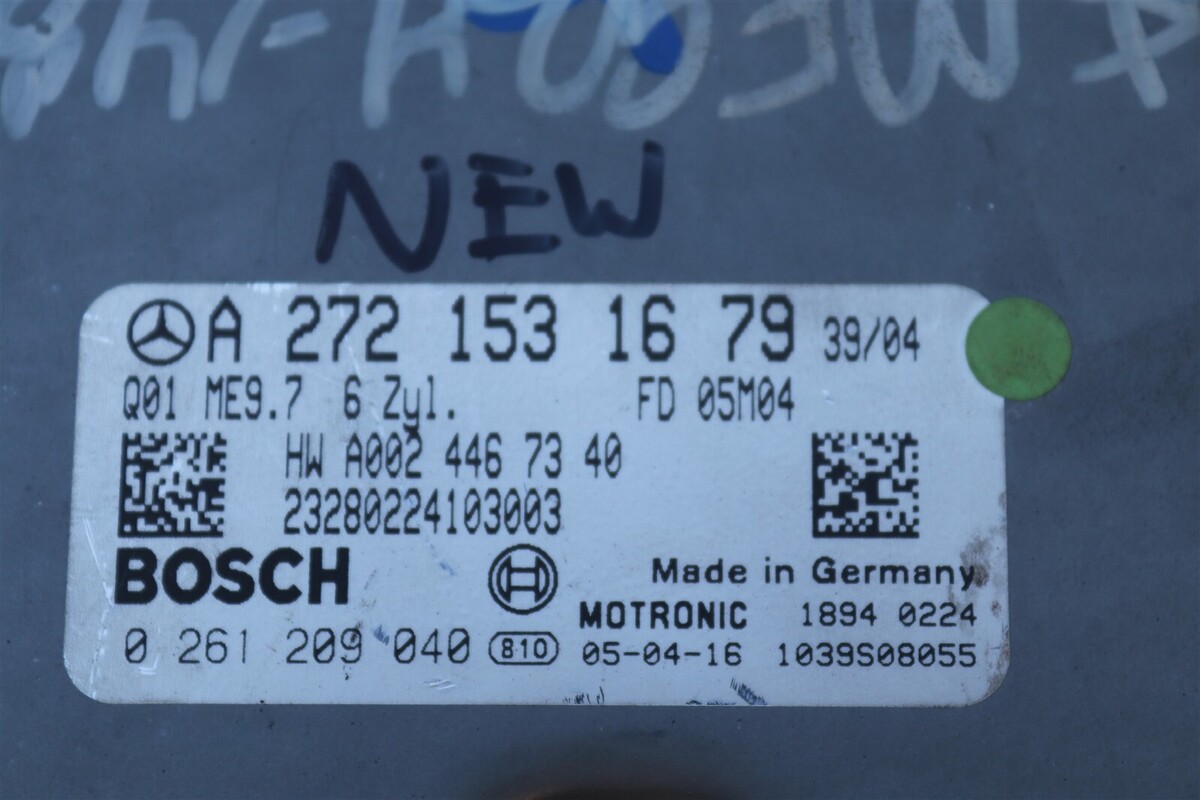 NEW
A 272 153 16 79 39/04
Q01 ME9.7 6 Zyl. FD 05M04
HW A002 446 73 40
23280224103003
BOSCH Made in Germany
MOTRONIC 1894 0224
0 261 209 040 810 05-04-16 1039S08055